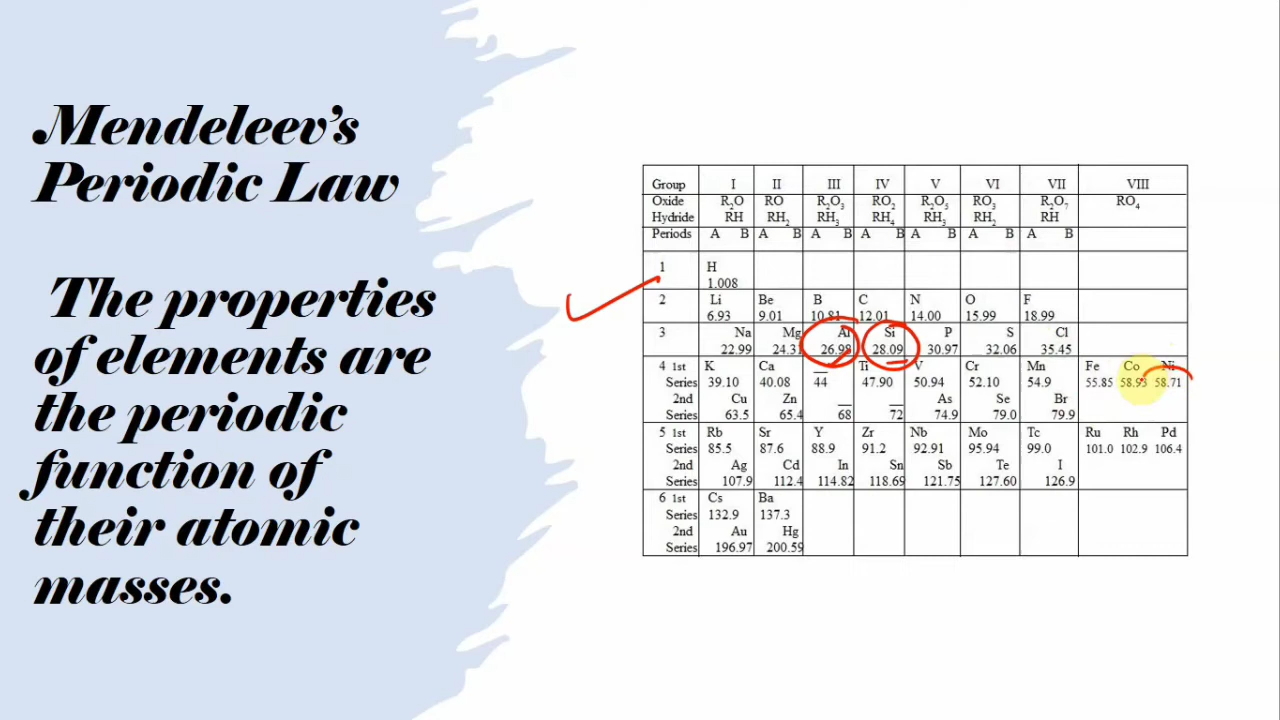 Mendeleev's
Periodic Law
The properties
of elements are
the periodic
function of
their atomic
masses.
Group I II III IV V VI VII VIII
Oxide R2O RO R2O3 RO2 R2O5 RO3 R2O7 RO4
Hydride RH RH2 RH3 RH4 RH3 RH2 RH
Periods A B A B A B A B A B A B A B
1 H
1.008
2 Li Be B C N O F
6.93 9.01 10.81 12.01 14.00 15.99 18.99
3 Na Mg Al Si P S Cl
22.99 24.31 26.98 28.09 30.97 32.06 35.45
4 1st K Ca __ Ti V Cr Mn Fe Co Ni
Series 39.10 40.08 44 47.90 50.94 52.10 54.9 55.85 58.93 58.71
2nd Cu Zn __ __ As Se Br
Series 63.5 65.4 68 72 74.9 79.0 79.9
5 1st Rb Sr Y Zr Nb Mo Tc Ru Rh Pd
Series 85.5 87.6 88.9 91.2 92.91 95.94 99.0 101.0 102.9 106.4
2nd Ag Cd In Sn Sb Te I
Series 107.9 112.4 114.82 118.69 121.75 127.60 126.9
6 1st Cs Ba
Series 132.9 137.3
2nd Au Hg
Series 196.97 200.59